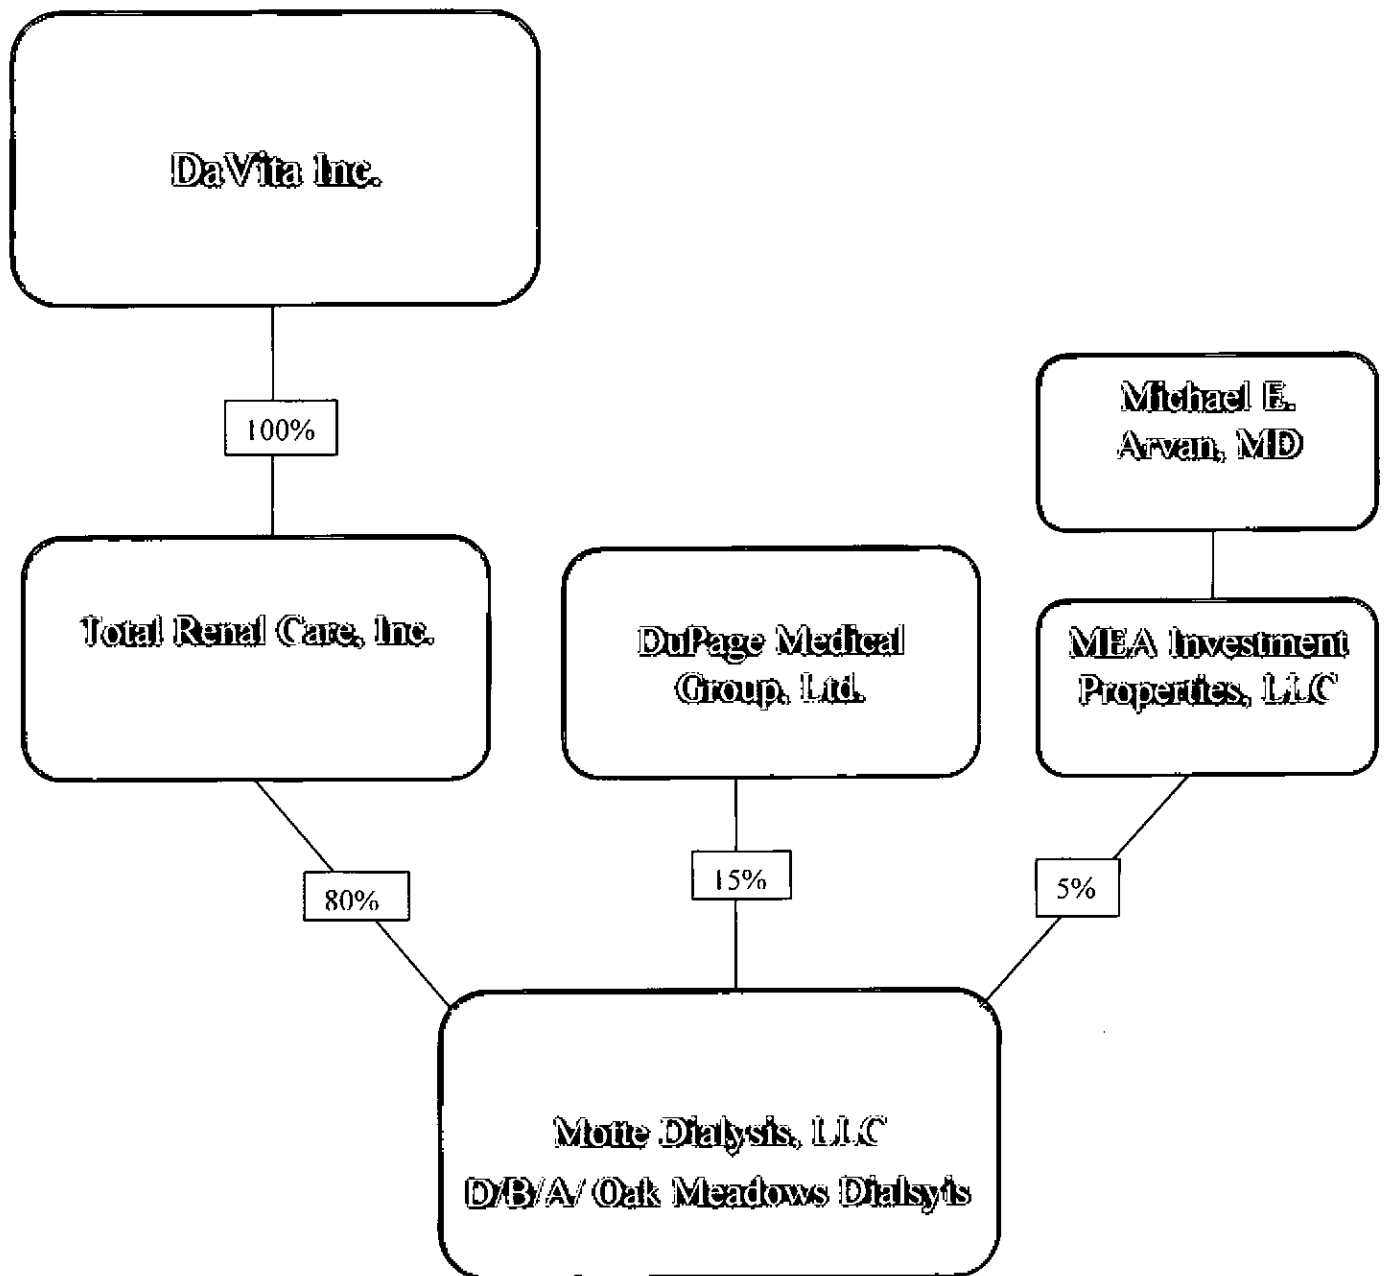 DaVita Inc.
100%
Michael E.
Arvan, MD
Total Renal Care, Inc.
DuPage Medical
Group, Ltd.
MEA Investment
Properties, LLC
80%
15%
5%
Motte Dialysis, LLC
D/B/A/ Oak Meadows Dialsyis